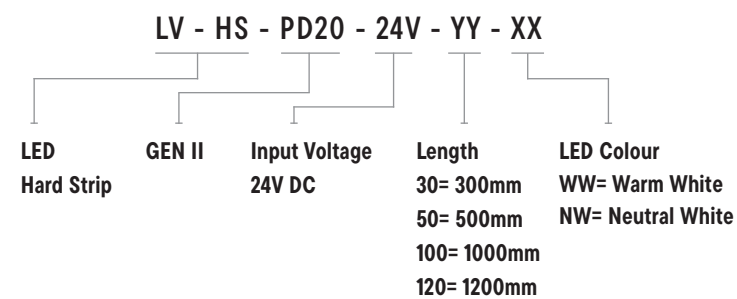 LV - HS - PD20 - 24V - YY - XX
LED
Hard Strip
GEN II
Input Voltage
24V DC
Length
30= 300mm
50= 500mm
100= 1000mm
120= 1200mm
LED Colour
WW= Warm White
NW= Neutral White